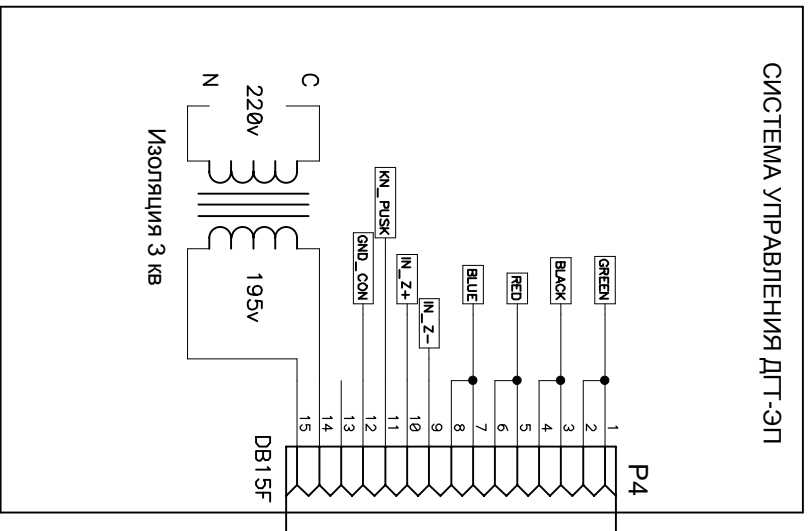 СИСТЕМА УПРАВЛЕНИЯ ДГТ-ЭП
P4
GREEN
BLACK
RED
BLUE
IN_Z-
IN_Z+
KN_PUSK
GND_CON
1
2
3
4
5
6
7
8
9
10
11
12
13
14
15
DB15F
C
220v
N
195v
Изоляция 3 кв